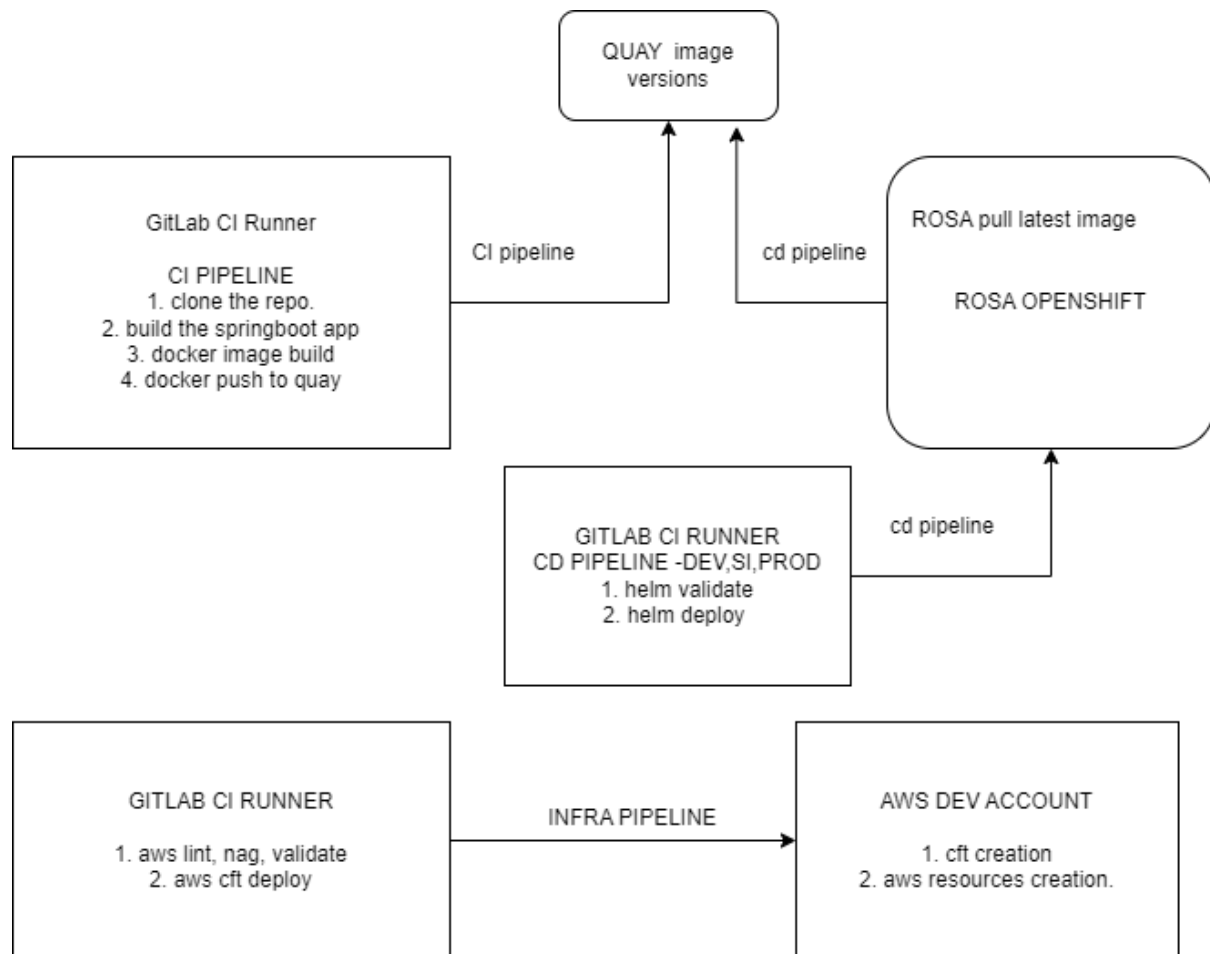 QUAY  image
versions
GitLab CI Runner
CI PIPELINE
1. clone the repo.
2. build the springboot app
3. docker image build
4. docker push to quay
CI pipeline
cd pipeline
ROSA pull latest image
ROSA OPENSHIFT
GITLAB CI RUNNER
CD PIPELINE -DEV,SI,PROD
1. helm validate
2. helm deploy
cd pipeline
GITLAB CI RUNNER
1. aws lint, nag, validate
2. aws cft deploy
INFRA PIPELINE
AWS DEV ACCOUNT
1. cft creation
2. aws resources creation.